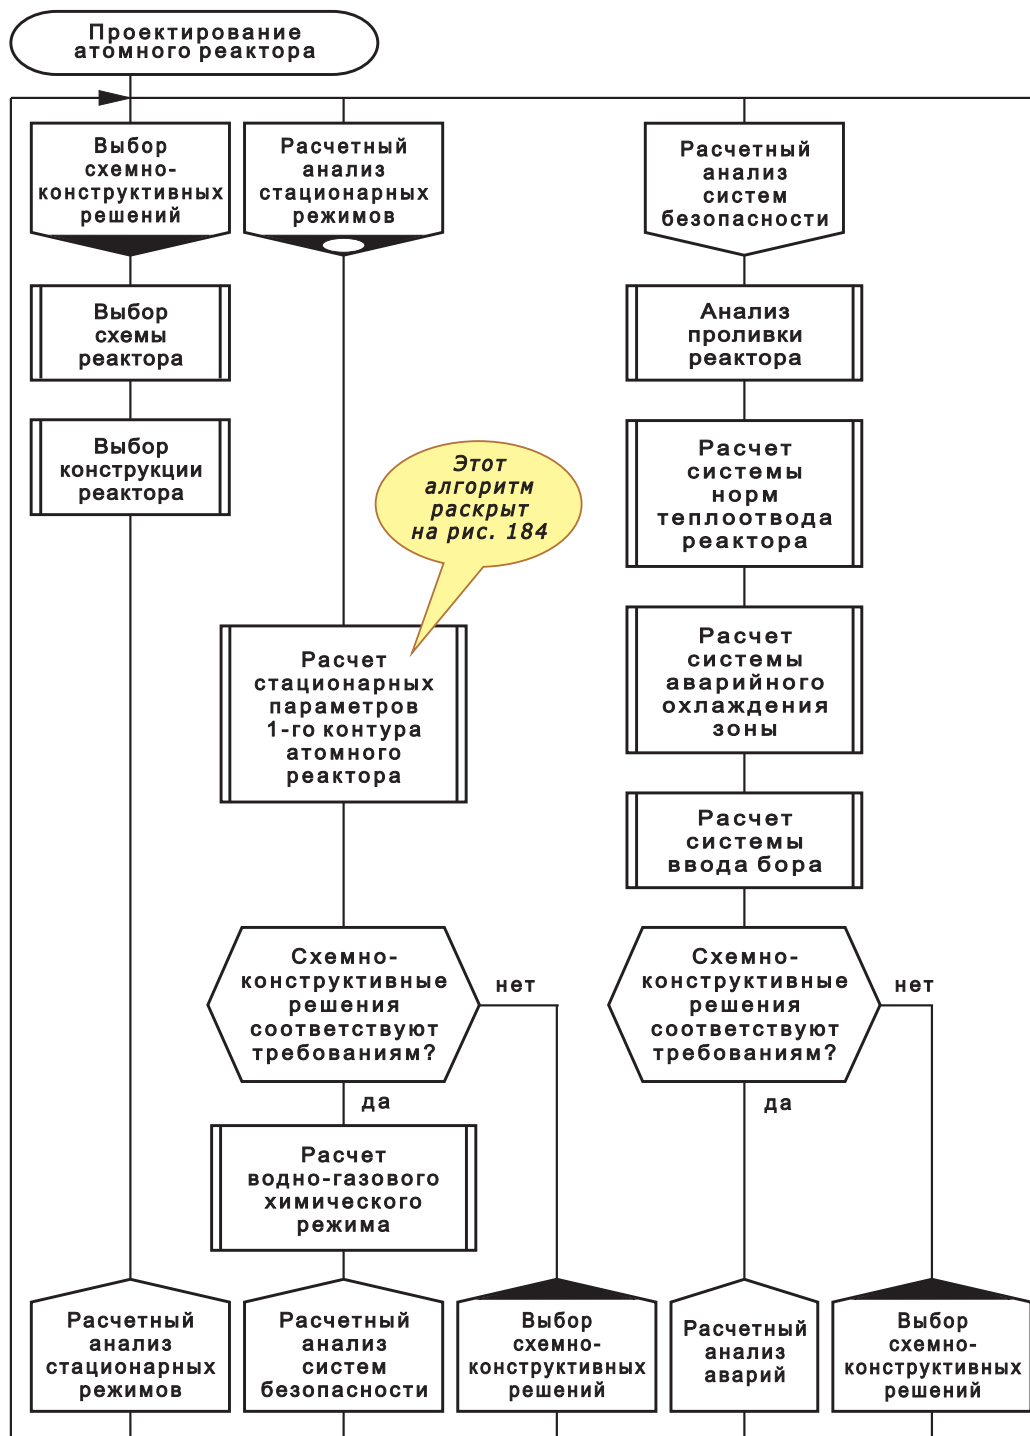 Проектирование
атомного реактора
Выбор
схемно-
конструктивных
решений
Выбор
схемы
реактора
Выбор
конструкции
реактора
Расчетный
анализ
стационарных
режимов
Расчетный
анализ
стационарных
режимов
Этот
алгоритм
раскрыт
на рис. 184
Расчет
стационарных
параметров
1-го контура
атомного
реактора
Схемно-
конструктивные
решения
соответствуют
требованиям?
нет
да
Расчет
водно-газового
химического
режима
Расчетный
анализ
систем
безопасности
Выбор
схемно-
конструктивных
решений
Расчетный
анализ
систем
безопасности
Анализ
проливки
реактора
Расчет
системы
норм
теплоотвода
реактора
Расчет
системы
аварийного
охлаждения
зоны
Расчет
системы
ввода бора
Схемно-
конструктивные
решения
соответствуют
требованиям?
нет
да
Расчетный
анализ
аварий
Выбор
схемно-
конструктивных
решений